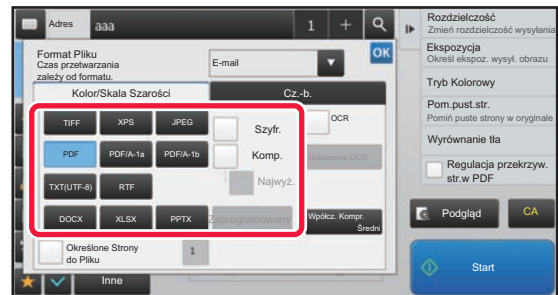 Adres
aaa
1
+
Format Pliku
Czas przetwarzania
zależy od formatu.
E-mail
OK
Kolor/Skala Szarości
Cz.-b.
TIFF
XPS
JPEG
Szyfr.
OCR
PDF
PDF/A-1a
PDF/A-1b
Komp.
Ustawienie OCR
TXT(UTF-8)
RTF
Najwyż.
DOCX
XLSX
PPTX
Zaprogramowany
Wpółcz. Kompr.
Średni
Określone Strony
do Pliku
1
Inne
Rozdzielczość
Zmień rozdzielczość wysyłania
Ekspozycja
Określ ekspoz. wysył. obrazu
Tryb Kolorowy
Pom.pust.str.
Pomiń puste strony w oryginale
Wyrównanie tła
Regulacja przekrzyw.
str.w PDF
Podgląd
CA
Start